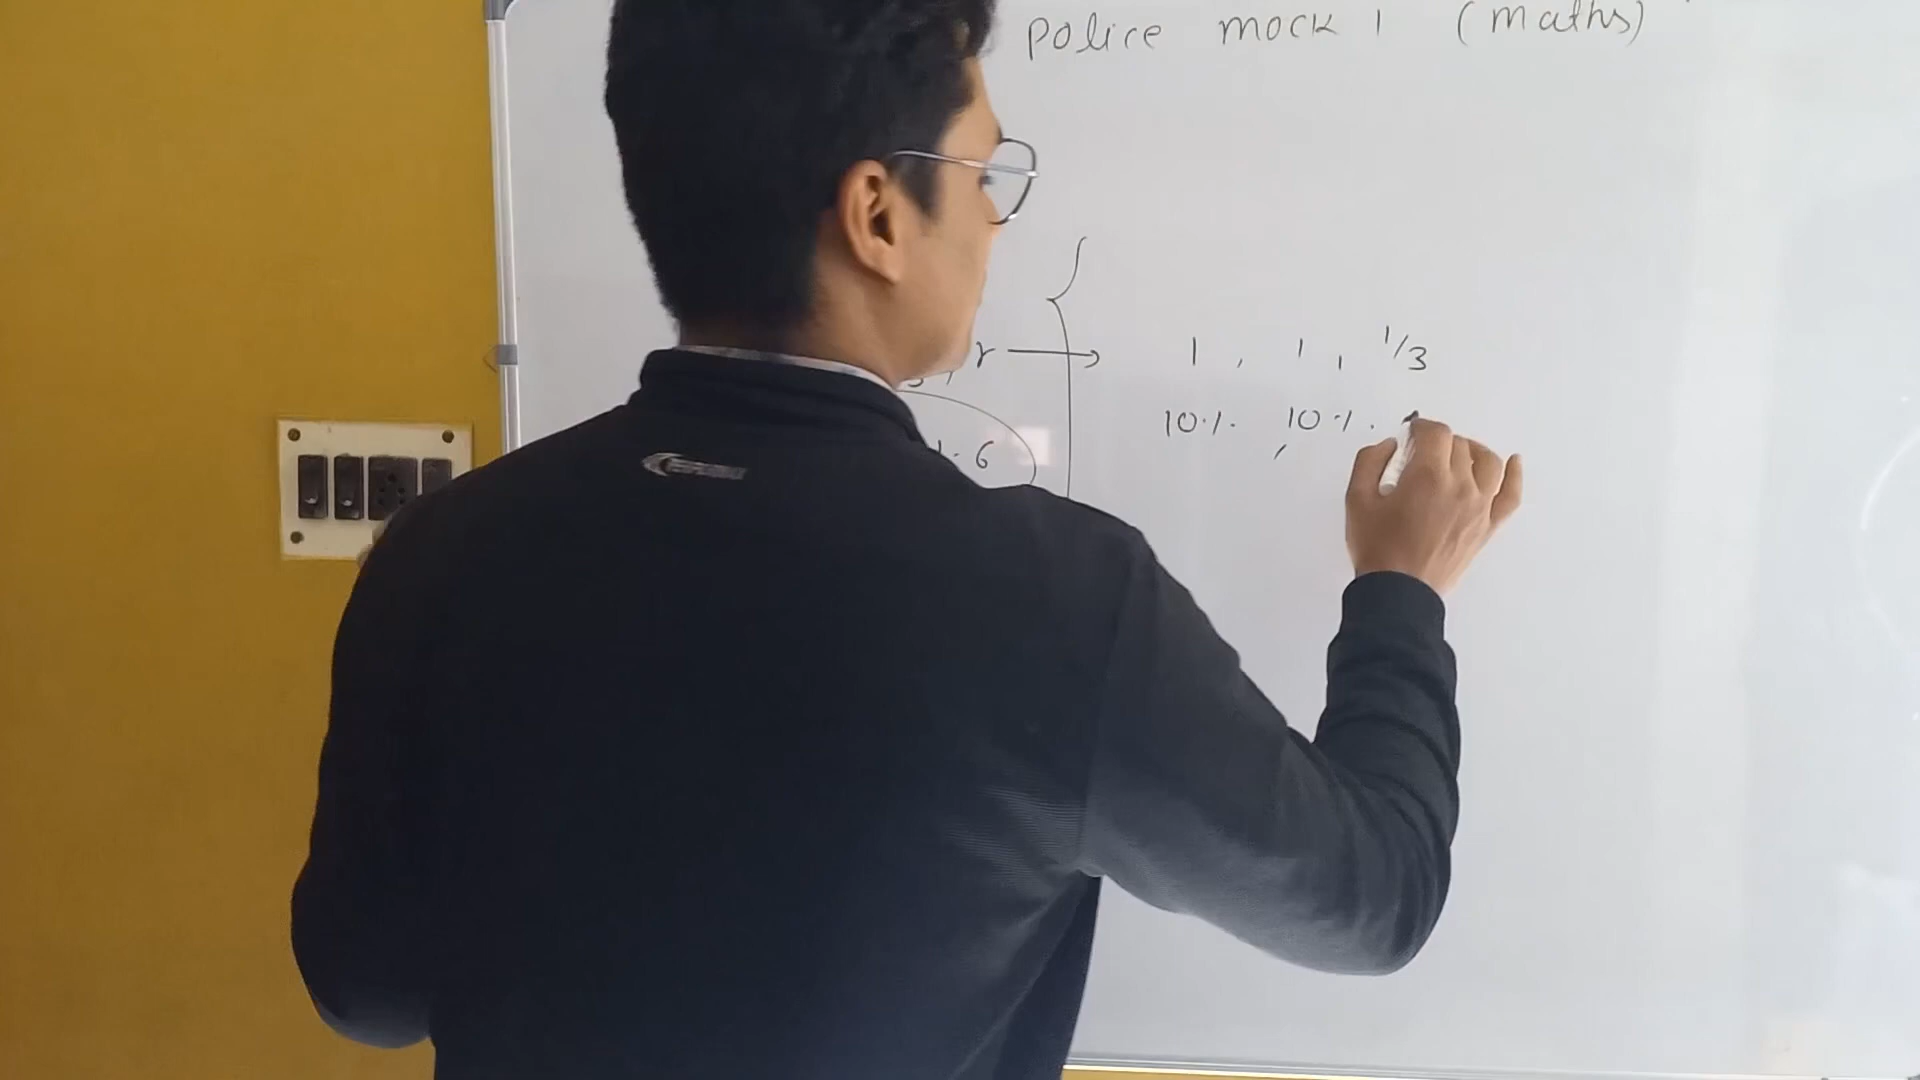 police mock 1 (maths)
r → 1 , 1 , 1/3
10%. , 10%.
6